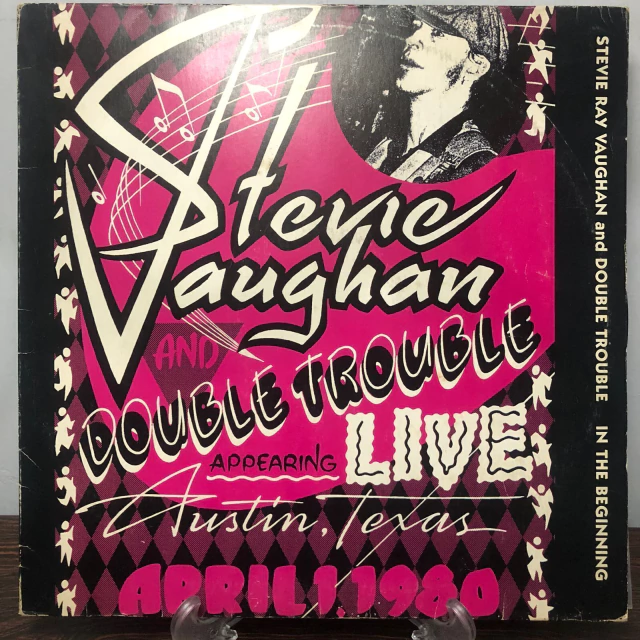 Stevie
Vaughan
AND
DOUBLE TROUBLE
APPEARING LIVE
Austin, Texas
APRIL 1, 1980
STEVIE RAY VAUGHAN and DOUBLE TROUBLE IN THE BEGINNING